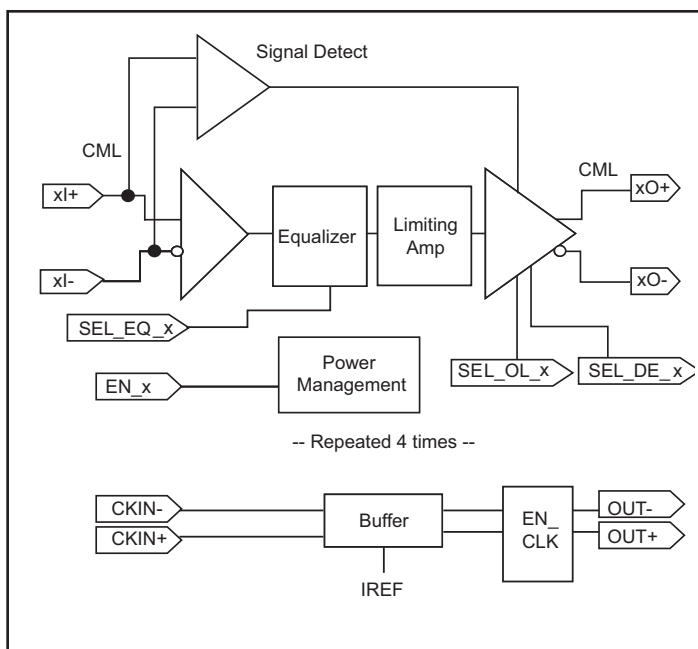 Signal Detect
CML
CML
xI+
xO+
Equalizer
Limiting
Amp
xI-
xO-
SEL_EQ_x
Power
Management
SEL_OL_x
SEL_DE_x
EN_x
-- Repeated 4 times --
CKIN-
OUT-
Buffer
EN_
CLK
CKIN+
OUT+
IREF